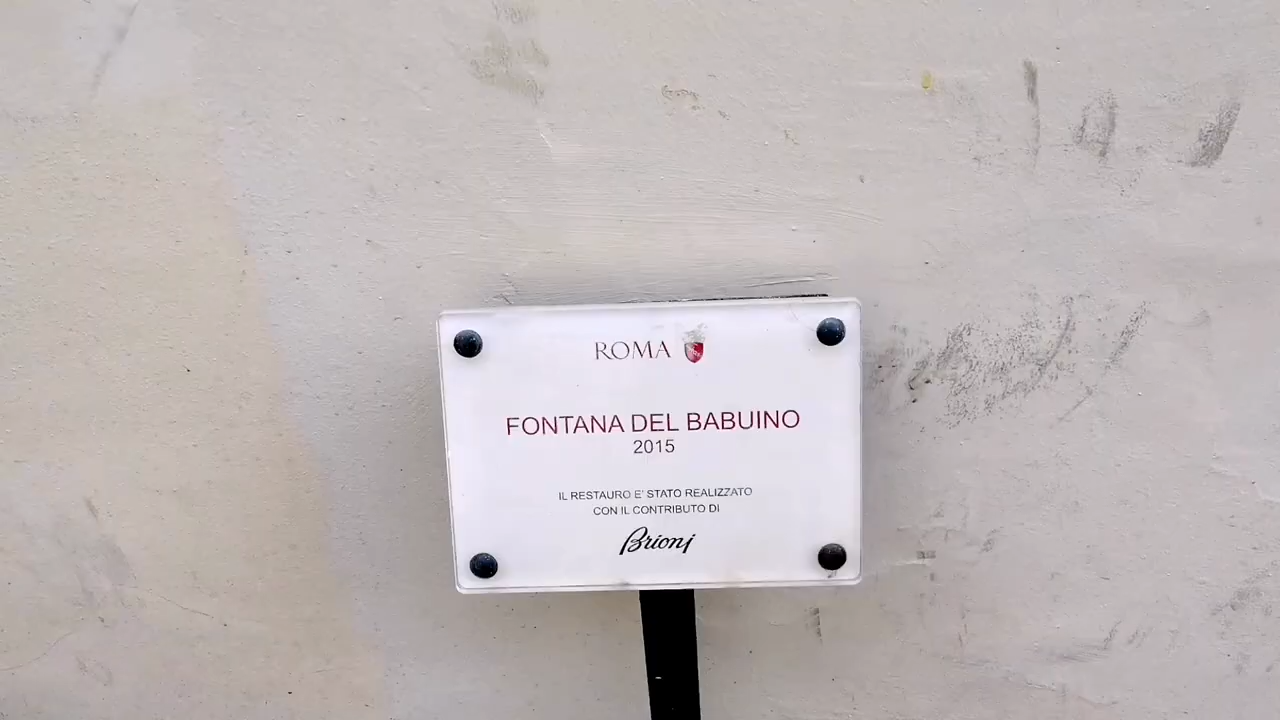 ROMA
FONTANA DEL BABUINO
2015
IL RESTAURO E' STATO REALIZZATO
CON IL CONTRIBUTO DI
Brioni